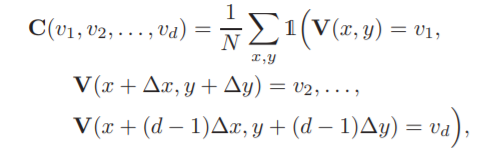 C(v₁, v₂, . . . , v_d) = 1/N ∑_{x,y} 𝟙(V(x, y) = v₁,
V(x + Δx, y + Δy) = v₂, . . . ,
V(x + (d − 1)Δx, y + (d − 1)Δy) = v_d),